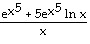 (e^{x^5} + 5e^{x^5} ln x)/x